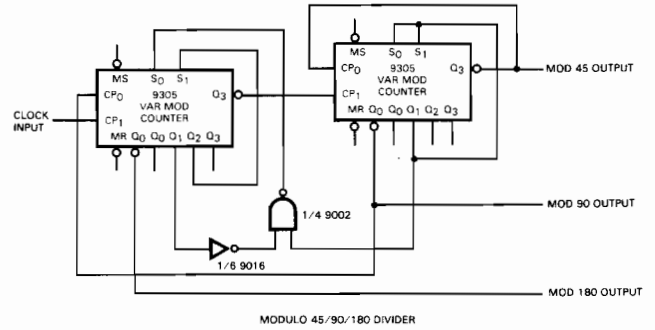 MS S0 S1
CP0 9305 Q3
VAR MOD
COUNTER
CLOCK
INPUT
CP1
MR Q0 Q0 Q1 Q2 Q3
MS S0 S1
CP0 9305 Q3
VAR MOD
COUNTER
CP1
MR Q0 Q0 Q1 Q2 Q3
MOD 45 OUTPUT
1/4 9002
MOD 90 OUTPUT
1/6 9016
MOD 180 OUTPUT
MODULO 45/90/180 DIVIDER